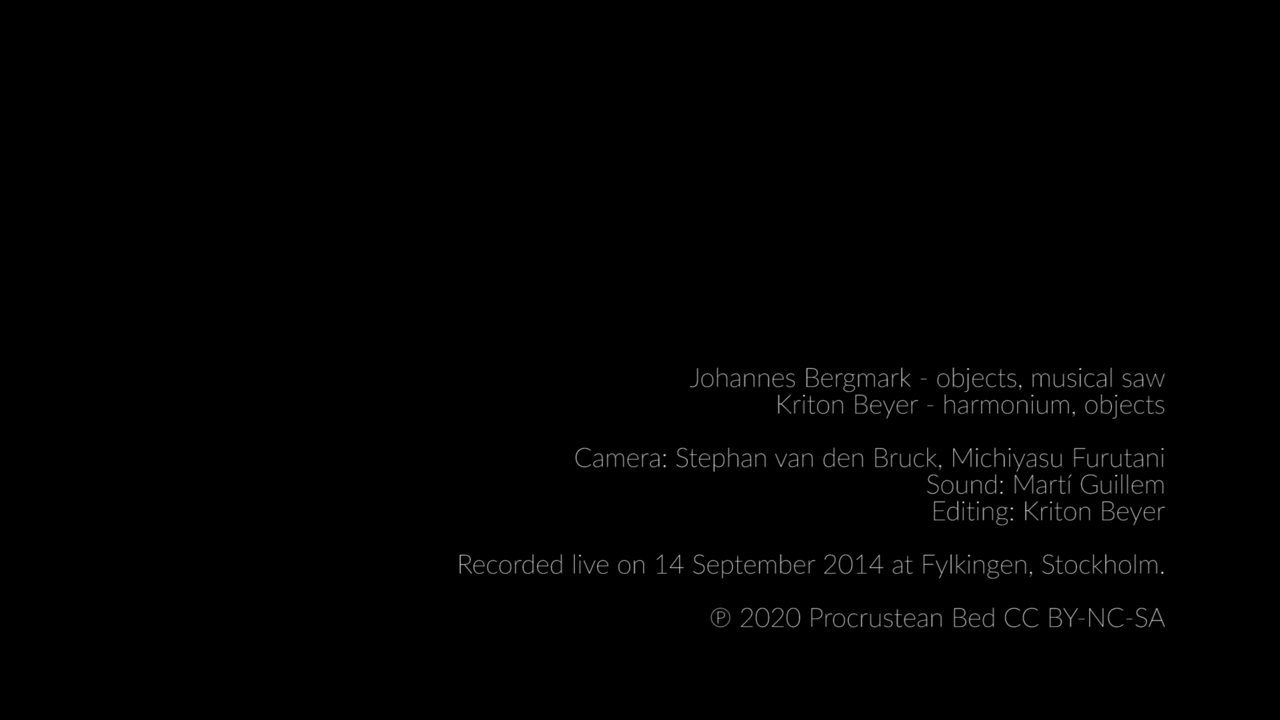 Johannes Bergmark - objects, musical saw
Kriton Beyer - harmonium, objects
Camera: Stephan van den Bruck, Michiyasu Furutani
Sound: Martí Guillem
Editing: Kriton Beyer
Recorded live on 14 September 2014 at Fylkingen, Stockholm.
℗ 2020 Procrustean Bed CC BY-NC-SA